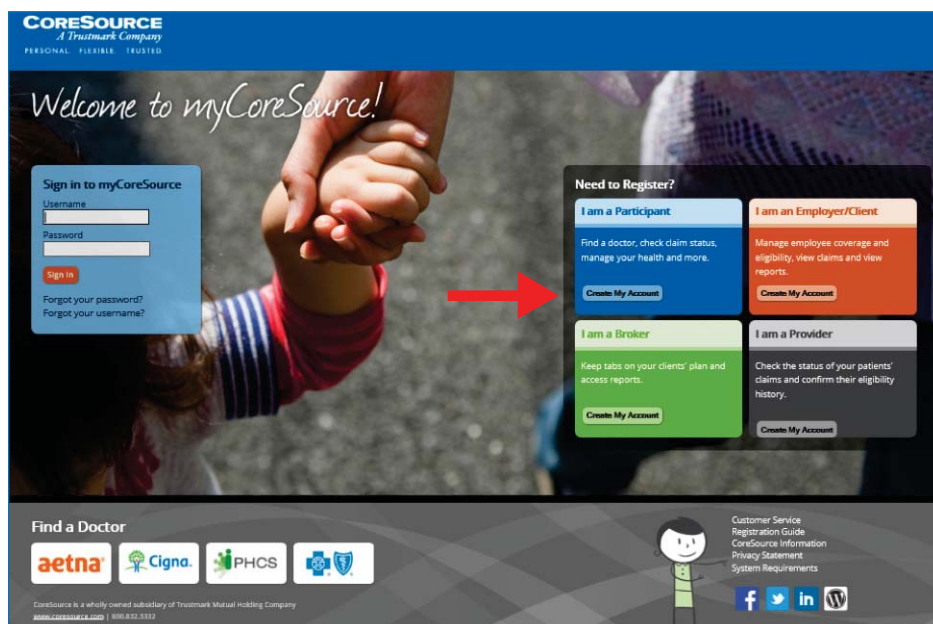 CORESOURCE
A Trustmark Company
PERSONAL. FLEXIBLE. TRUSTED.
Welcome to myCoreSource!
Sign in to myCoreSource
Username
Password
Sign In
Forgot your password?
Forgot your username?
Need to Register?
I am a Participant
Find a doctor, check claim status,
manage your health and more.
Create My Account
I am an Employer/Client
Manage employee coverage and
eligibility, view claims and view
reports.
Create My Account
I am a Broker
Keep tabs on your clients' plan and
access reports.
Create My Account
I am a Provider
Check the status of your patients'
claims and confirm their eligibility
history.
Create My Account
Find a Doctor
aetna
Cigna.
PHCS
CoreSource is a wholly owned subsidiary of Trustmark Mutual Holding Company
www.coresource.com | 800.832.3332
Customer Service
Registration Guide
CoreSource Information
Privacy Statement
System Requirements
f
in
W